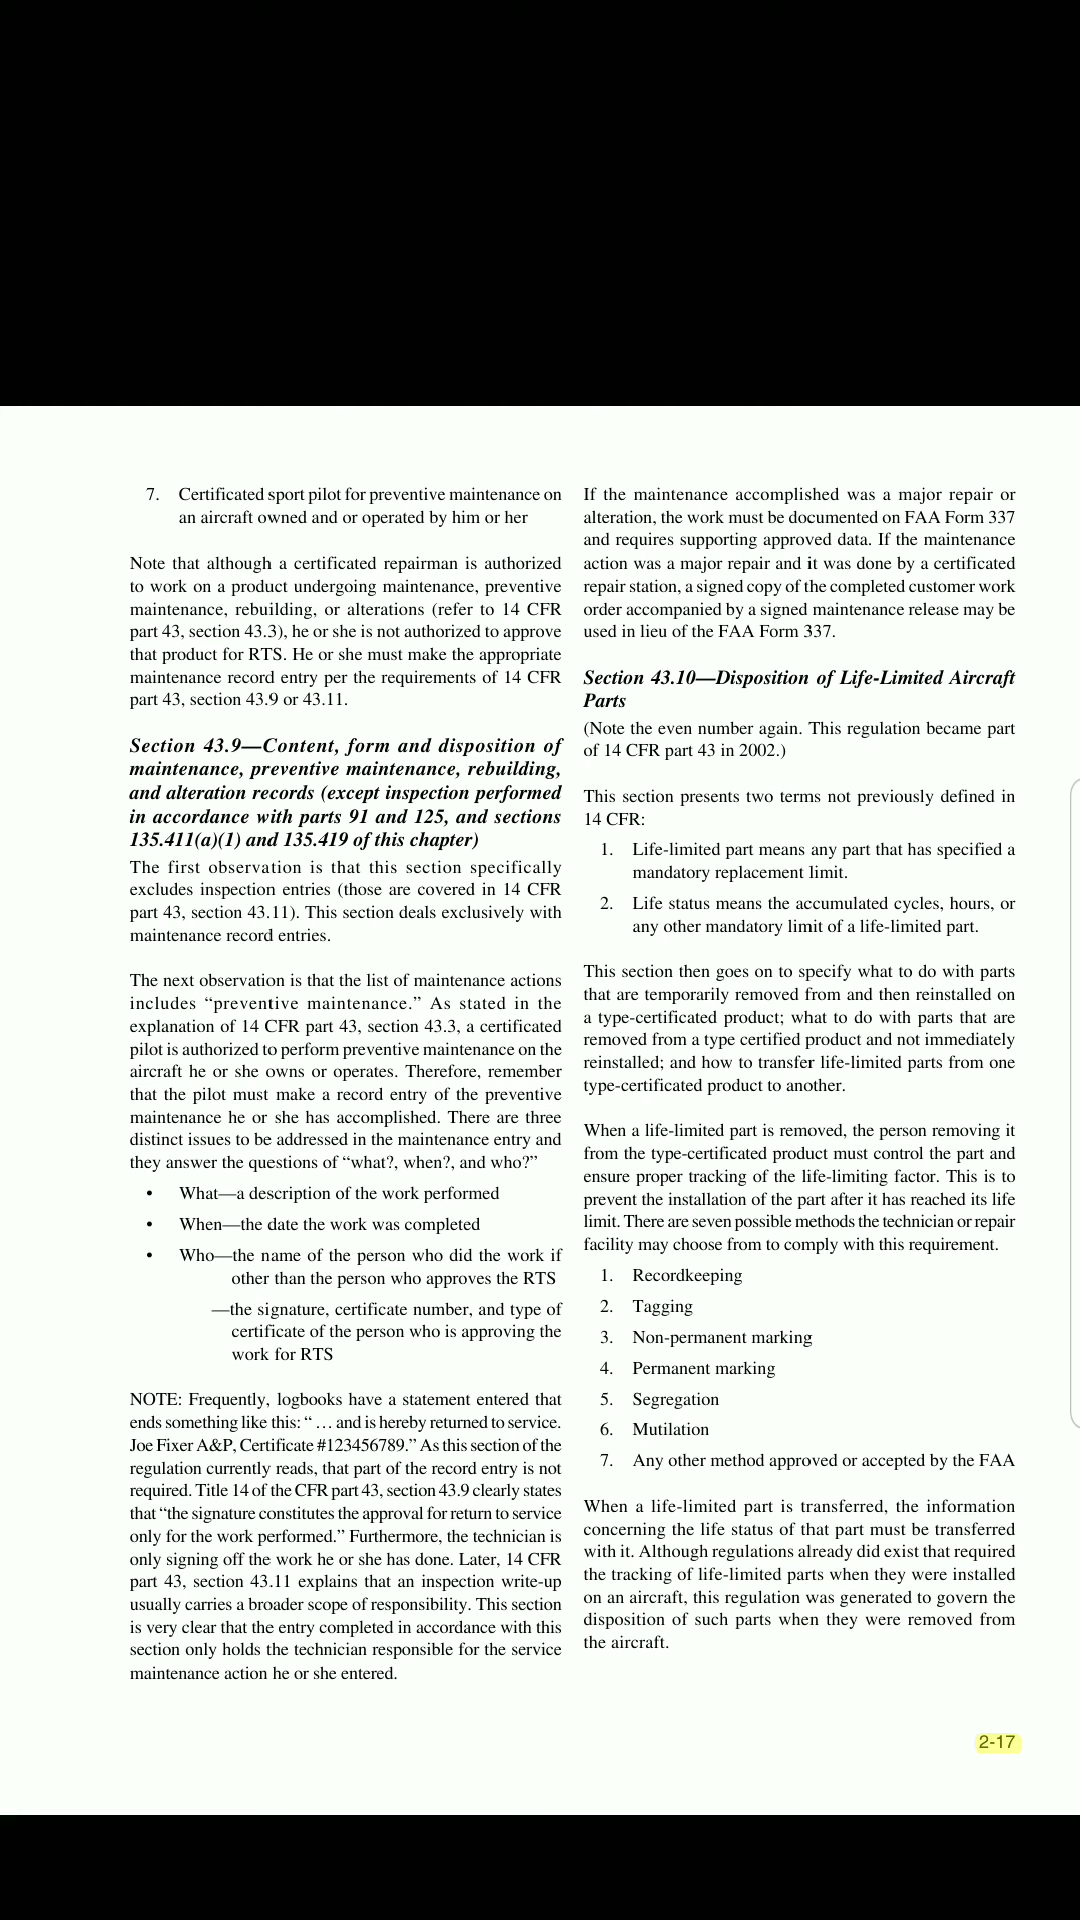 7. Certificated sport pilot for preventive maintenance on
an aircraft owned and or operated by him or her
Note that although a certificated repairman is authorized
to work on a product undergoing maintenance, preventive
maintenance, rebuilding, or alterations (refer to 14 CFR
part 43, section 43.3), he or she is not authorized to approve
that product for RTS. He or she must make the appropriate
maintenance record entry per the requirements of 14 CFR
part 43, section 43.9 or 43.11.
Section 43.9—Content, form and disposition of
maintenance, preventive maintenance, rebuilding,
and alteration records (except inspection performed
in accordance with parts 91 and 125, and sections
135.411(a)(1) and 135.419 of this chapter)
The first observation is that this section specifically
excludes inspection entries (those are covered in 14 CFR
part 43, section 43.11). This section deals exclusively with
maintenance record entries.
The next observation is that the list of maintenance actions
includes “preventive maintenance.” As stated in the
explanation of 14 CFR part 43, section 43.3, a certificated
pilot is authorized to perform preventive maintenance on the
aircraft he or she owns or operates. Therefore, remember
that the pilot must make a record entry of the preventive
maintenance he or she has accomplished. There are three
distinct issues to be addressed in the maintenance entry and
they answer the questions of “what?, when?, and who?”
• What—a description of the work performed
• When—the date the work was completed
• Who—the name of the person who did the work if
other than the person who approves the RTS
—the signature, certificate number, and type of
certificate of the person who is approving the
work for RTS
NOTE: Frequently, logbooks have a statement entered that
ends something like this: “ … and is hereby returned to service.
Joe Fixer A&P, Certificate #123456789.” As this section of the
regulation currently reads, that part of the record entry is not
required. Title 14 of the CFR part 43, section 43.9 clearly states
that “the signature constitutes the approval for return to service
only for the work performed.” Furthermore, the technician is
only signing off the work he or she has done. Later, 14 CFR
part 43, section 43.11 explains that an inspection write-up
usually carries a broader scope of responsibility. This section
is very clear that the entry completed in accordance with this
section only holds the technician responsible for the service
maintenance action he or she entered.
If the maintenance accomplished was a major repair or
alteration, the work must be documented on FAA Form 337
and requires supporting approved data. If the maintenance
action was a major repair and it was done by a certificated
repair station, a signed copy of the completed customer work
order accompanied by a signed maintenance release may be
used in lieu of the FAA Form 337.
Section 43.10—Disposition of Life-Limited Aircraft
Parts
(Note the even number again. This regulation became part
of 14 CFR part 43 in 2002.)
This section presents two terms not previously defined in
14 CFR:
1. Life-limited part means any part that has specified a
mandatory replacement limit.
2. Life status means the accumulated cycles, hours, or
any other mandatory limit of a life-limited part.
This section then goes on to specify what to do with parts
that are temporarily removed from and then reinstalled on
a type-certificated product; what to do with parts that are
removed from a type certified product and not immediately
reinstalled; and how to transfer life-limited parts from one
type-certificated product to another.
When a life-limited part is removed, the person removing it
from the type-certificated product must control the part and
ensure proper tracking of the life-limiting factor. This is to
prevent the installation of the part after it has reached its life
limit. There are seven possible methods the technician or repair
facility may choose from to comply with this requirement.
1. Recordkeeping
2. Tagging
3. Non-permanent marking
4. Permanent marking
5. Segregation
6. Mutilation
7. Any other method approved or accepted by the FAA
When a life-limited part is transferred, the information
concerning the life status of that part must be transferred
with it. Although regulations already did exist that required
the tracking of life-limited parts when they were installed
on an aircraft, this regulation was generated to govern the
disposition of such parts when they were removed from
the aircraft.
2-17